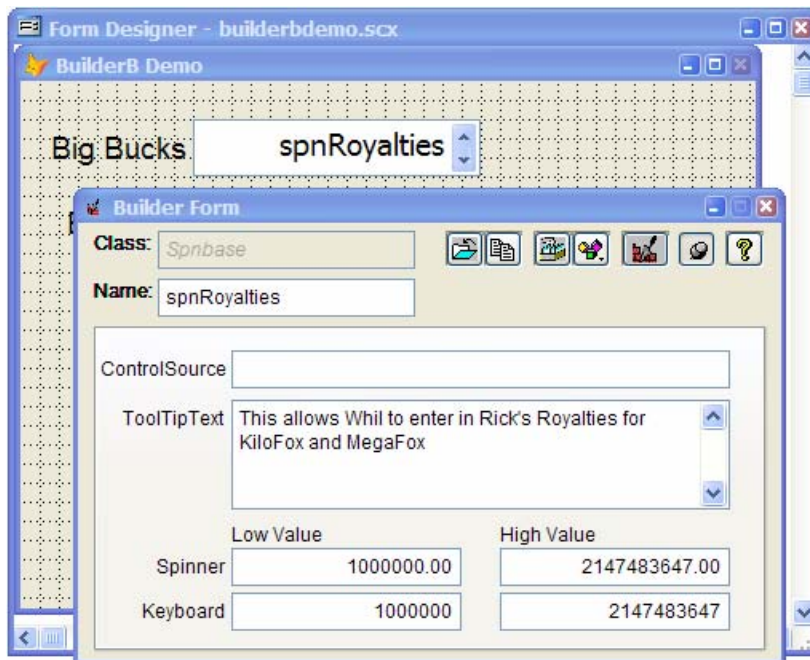 Form Designer - builderbdemo.scx
BuilderB Demo
Big Bucks spnRoyalties
Builder Form
Class: Spnbase
Name: spnRoyalties
ControlSource
ToolTipText This allows Whil to enter in Rick's Royalties for
KiloFox and MegaFox
Low Value High Value
Spinner 1000000.00 2147483647.00
Keyboard 1000000 2147483647